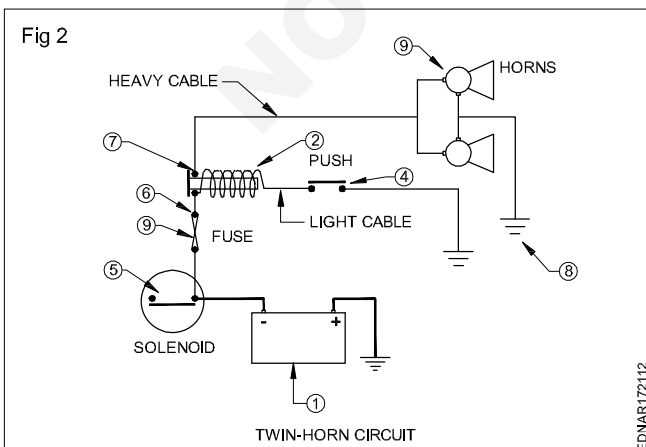 Fig 2
NO
⑨
HORNS
HEAVY CABLE
⑦
②
PUSH
④
⑥
LIGHT CABLE
⑨
FUSE
⑧
⑤
- +
SOLENOID
①
TWIN-HORN CIRCUIT
EDNAR172112